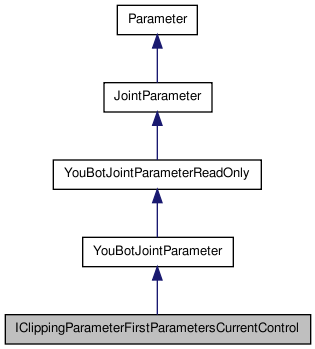 Parameter
JointParameter
YouBotJointParameterReadOnly
YouBotJointParameter
IClippingParameterFirstParametersCurrentControl